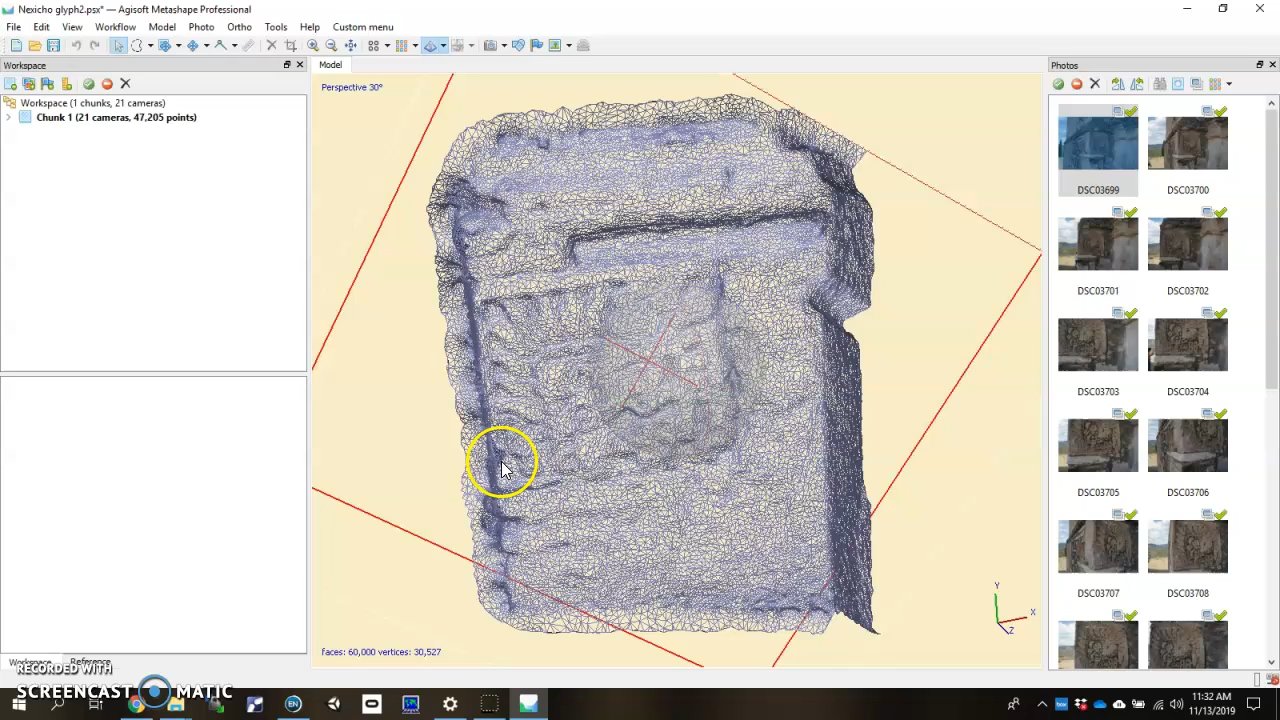 Nexicho glyph2.psx* — Agisoft Metashape Professional
File Edit View Workflow Model Photo Ortho Tools Help Custom menu
Workspace
Model
Photos
Perspective 30°
Workspace (1 chunks, 21 cameras)
Chunk 1 (21 cameras, 47,205 points)
DSC03699 DSC03700
DSC03701 DSC03702
DSC03703 DSC03704
DSC03705 DSC03706
DSC03707 DSC03708
Y
X
Z
faces: 60,000 vertices: 30,527
Workspace Reference
RECORDED WITH
SCREENCAST MATIC
EN
11:32 AM
11/13/2019